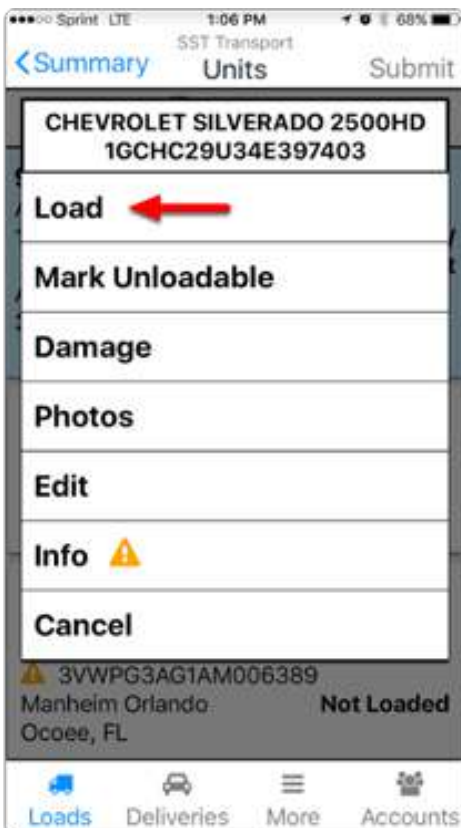 Sprint LTE 1:06 PM 68%
SST Transport
Summary Units Submit
CHEVROLET SILVERADO 2500HD
1GCHC29U34E397403
Load
Mark Unloadable
Damage
Photos
Edit
Info
Cancel
3VWPG3AG1AM006389
Manheim Orlando Not Loaded
Ocoee, FL
Loads Deliveries More Accounts